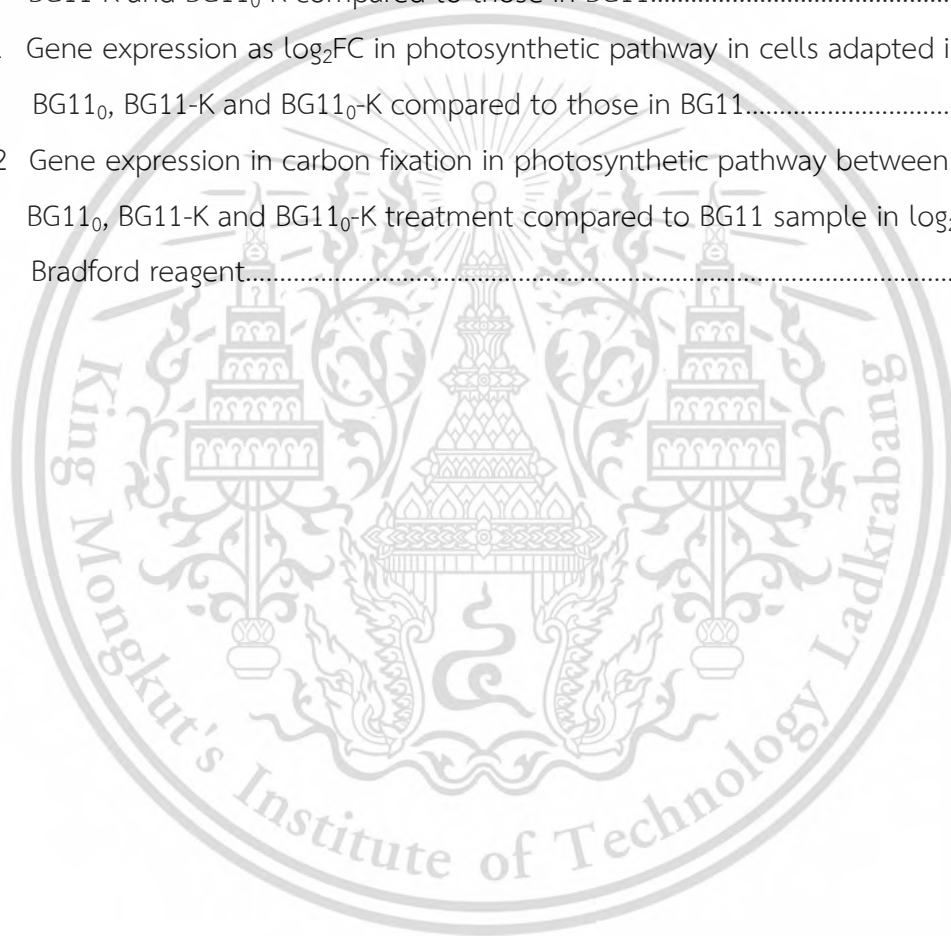 BG11-K and BG11₀-K compared to those in BG11......................................
Gene expression as log₂FC in photosynthetic pathway in cells adapted i
BG11₀, BG11-K and BG11₀-K compared to those in BG11..........................
2 Gene expression in carbon fixation in photosynthetic pathway between
BG11₀, BG11-K and BG11₀-K treatment compared to BG11 sample in log₂
Bradford reagent..........................................................................................
King Mongkut's Institute of Technology Ladkrabang